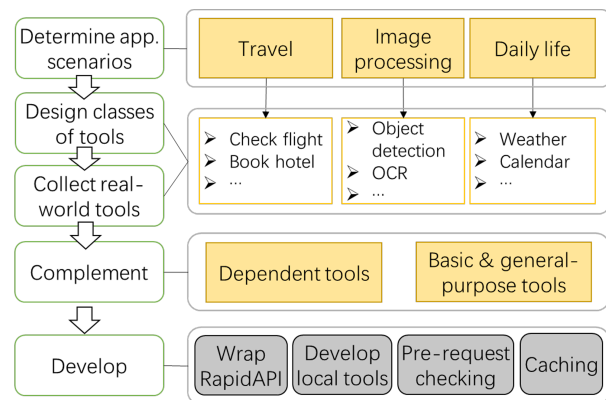 Determine app.
scenarios
Travel
Image
processing
Daily life
Design classes
of tools
Check flight
Book hotel
...
Object
detection
OCR
...
Weather
Calendar
...
Collect real-
world tools
Complement
Dependent tools
Basic & general-
purpose tools
Develop
Wrap
RapidAPI
Develop
local tools
Pre-request
checking
Caching